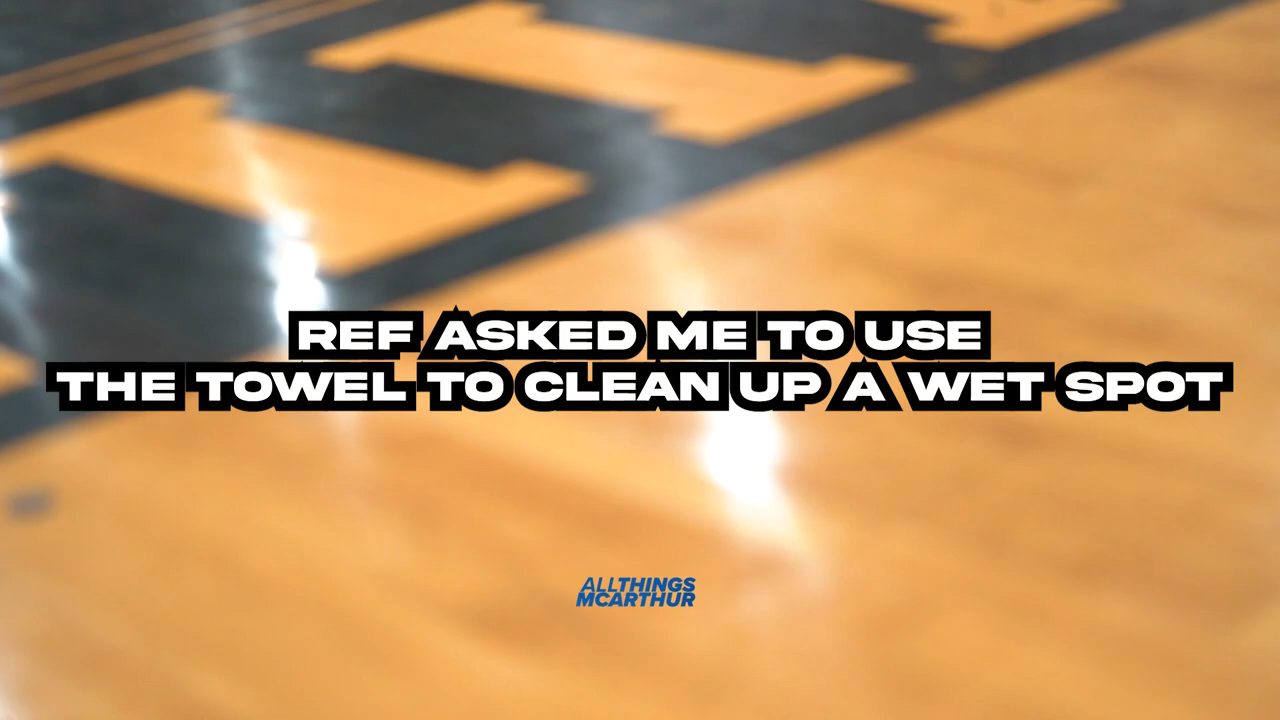 REF ASKED ME TO USE
THE TOWEL TO CLEAN UP A WET SPOT
ALLTHINGS
MCARTHUR